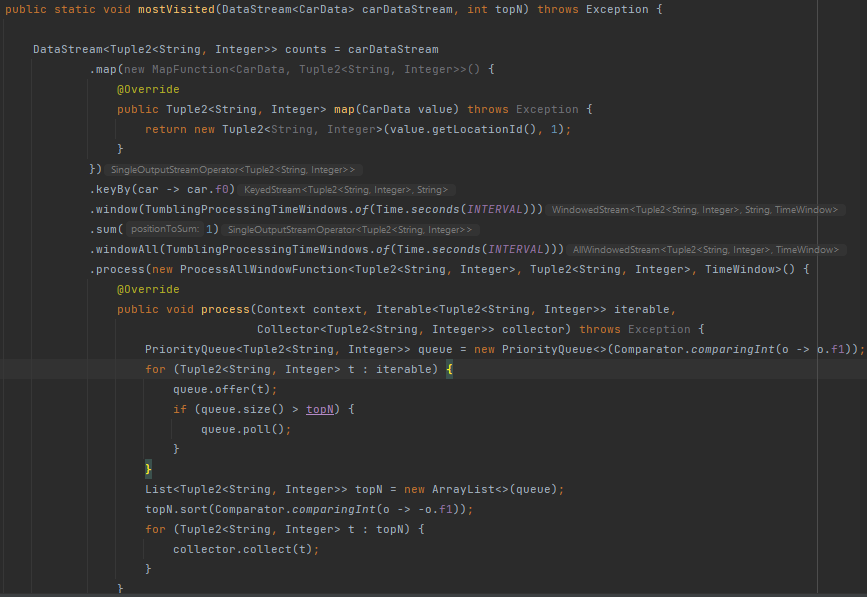 public static void mostVisited(DataStream<CarData> carDataStream, int topN) throws Exception {
DataStream<Tuple2<String, Integer>> counts = carDataStream
.map(new MapFunction<CarData, Tuple2<String, Integer>>() {
@Override
public Tuple2<String, Integer> map(CarData value) throws Exception {
return new Tuple2<String, Integer>(value.getLocationId(), 1);
}
}) SingleOutputStreamOperator<Tuple2<String, Integer>>
.keyBy(car -> car.f0) KeyedStream<Tuple2<String, Integer>, String>
.window(TumblingProcessingTimeWindows.of(Time.seconds(INTERVAL))) WindowedStream<Tuple2<String, Integer>, String, TimeWindow>
.sum( positionToSum: 1) SingleOutputStreamOperator<Tuple2<String, Integer>>
.windowAll(TumblingProcessingTimeWindows.of(Time.seconds(INTERVAL))) AllWindowedStream<Tuple2<String, Integer>, TimeWindow>
.process(new ProcessAllWindowFunction<Tuple2<String, Integer>, Tuple2<String, Integer>, TimeWindow>() {
@Override
public void process(Context context, Iterable<Tuple2<String, Integer>> iterable,
Collector<Tuple2<String, Integer>> collector) throws Exception {
PriorityQueue<Tuple2<String, Integer>> queue = new PriorityQueue<>(Comparator.comparingInt(o -> o.f1));
for (Tuple2<String, Integer> t : iterable) {
queue.offer(t);
if (queue.size() > topN) {
queue.poll();
}
}
List<Tuple2<String, Integer>> topN = new ArrayList<>(queue);
topN.sort(Comparator.comparingInt(o -> -o.f1));
for (Tuple2<String, Integer> t : topN) {
collector.collect(t);
}
}